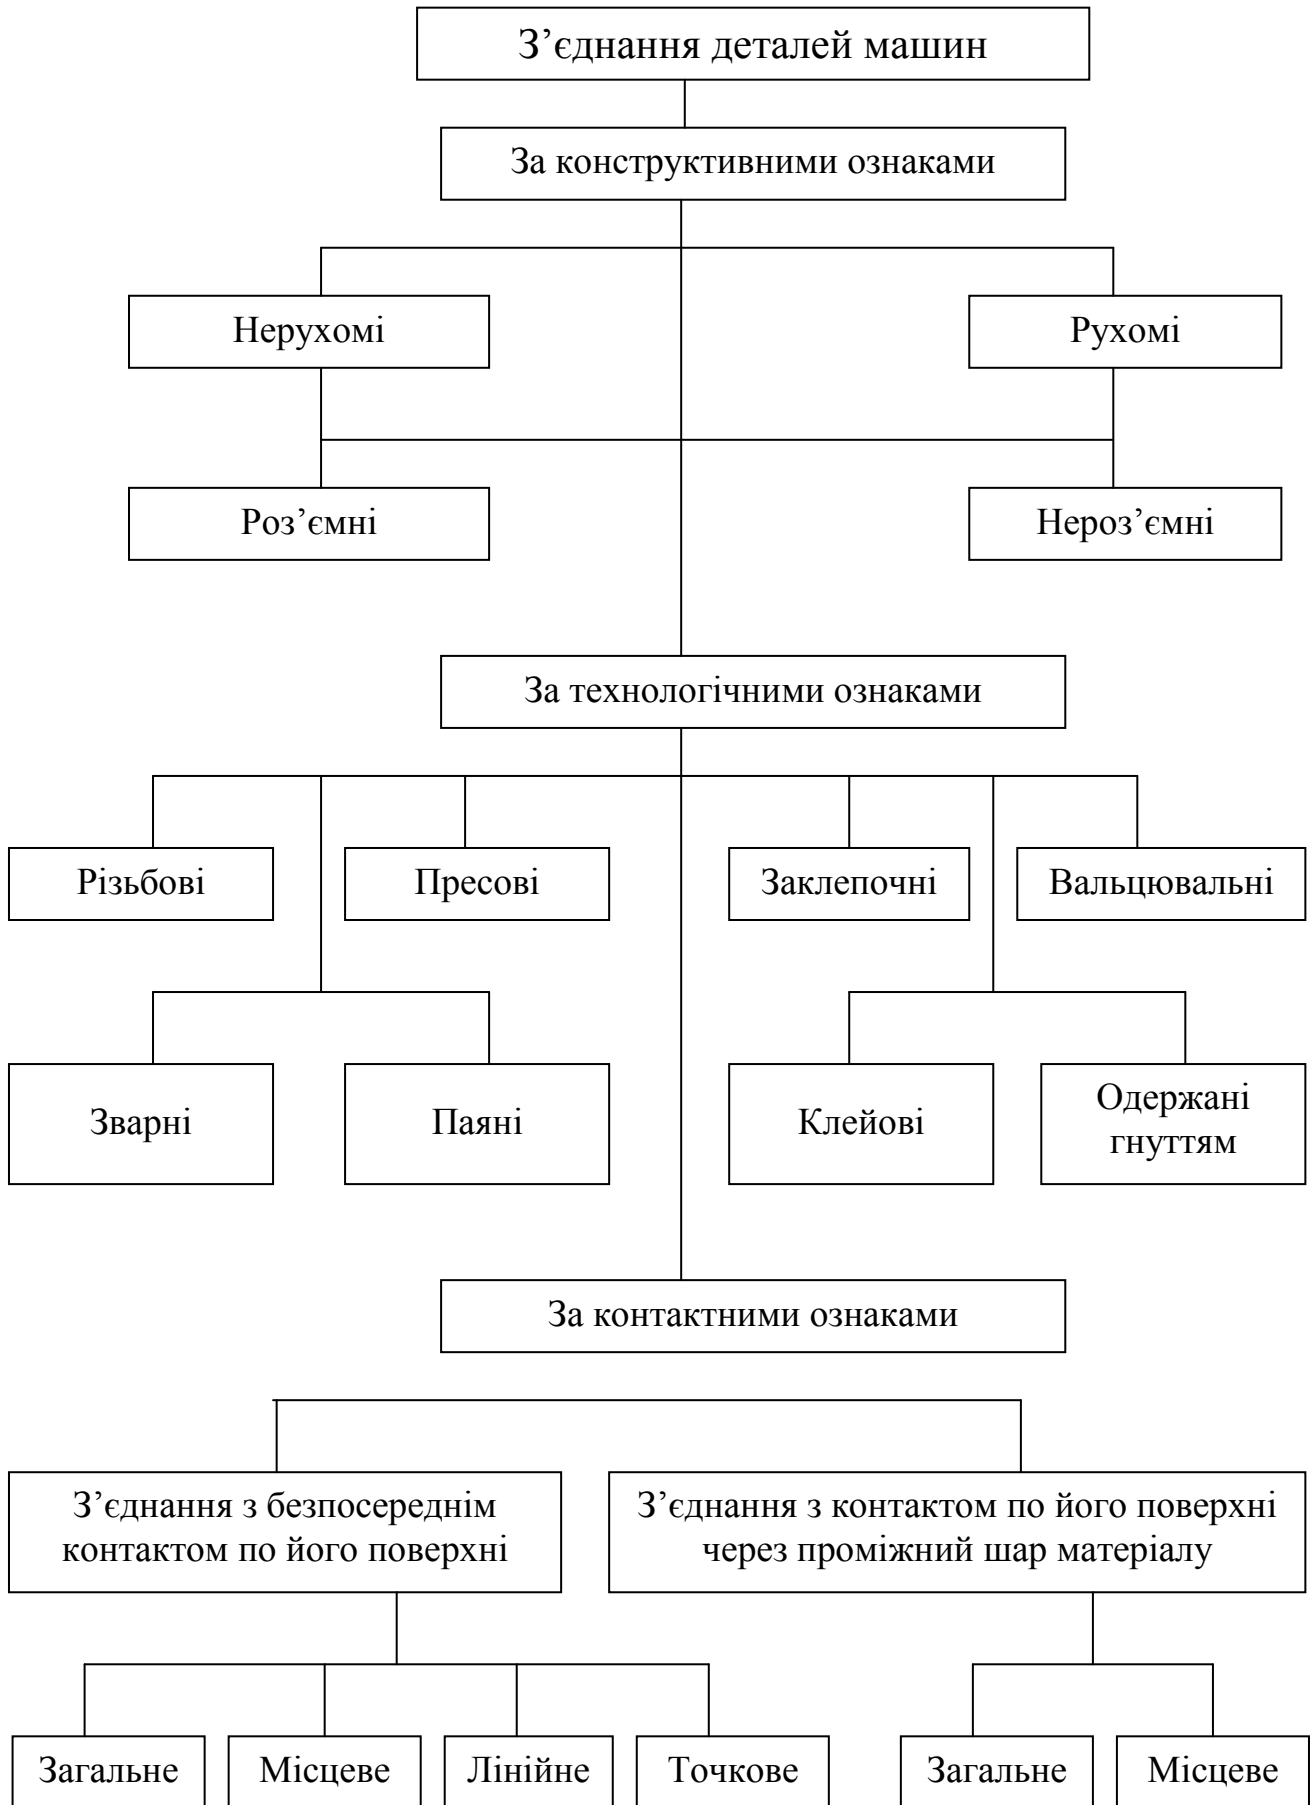 З’єднання деталей машин
За конструктивними ознаками
Нерухомі
Рухомі
Роз’ємні
Нероз’ємні
За технологічними ознаками
Різьбові
Пресові
Заклепочні
Вальцювальні
Зварні
Паяні
Клейові
Одержані
гнуттям
За контактними ознаками
З’єднання з безпосереднім
контактом по його поверхні
З’єднання з контактом по його поверхні
через проміжний шар матеріалу
Загальне
Місцеве
Лінійне
Точкове
Загальне
Місцеве